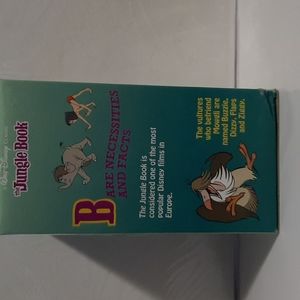 Walt Disney's
The Jungle Book
BARE NECESSITIES
AND FACTS
The Jungle Book is
considered one of the most
popular Disney films in
Europe.
The vultures
who befriend
Mowgli are
named Buzzie,
Dizzy, Flaps
and Ziggy.